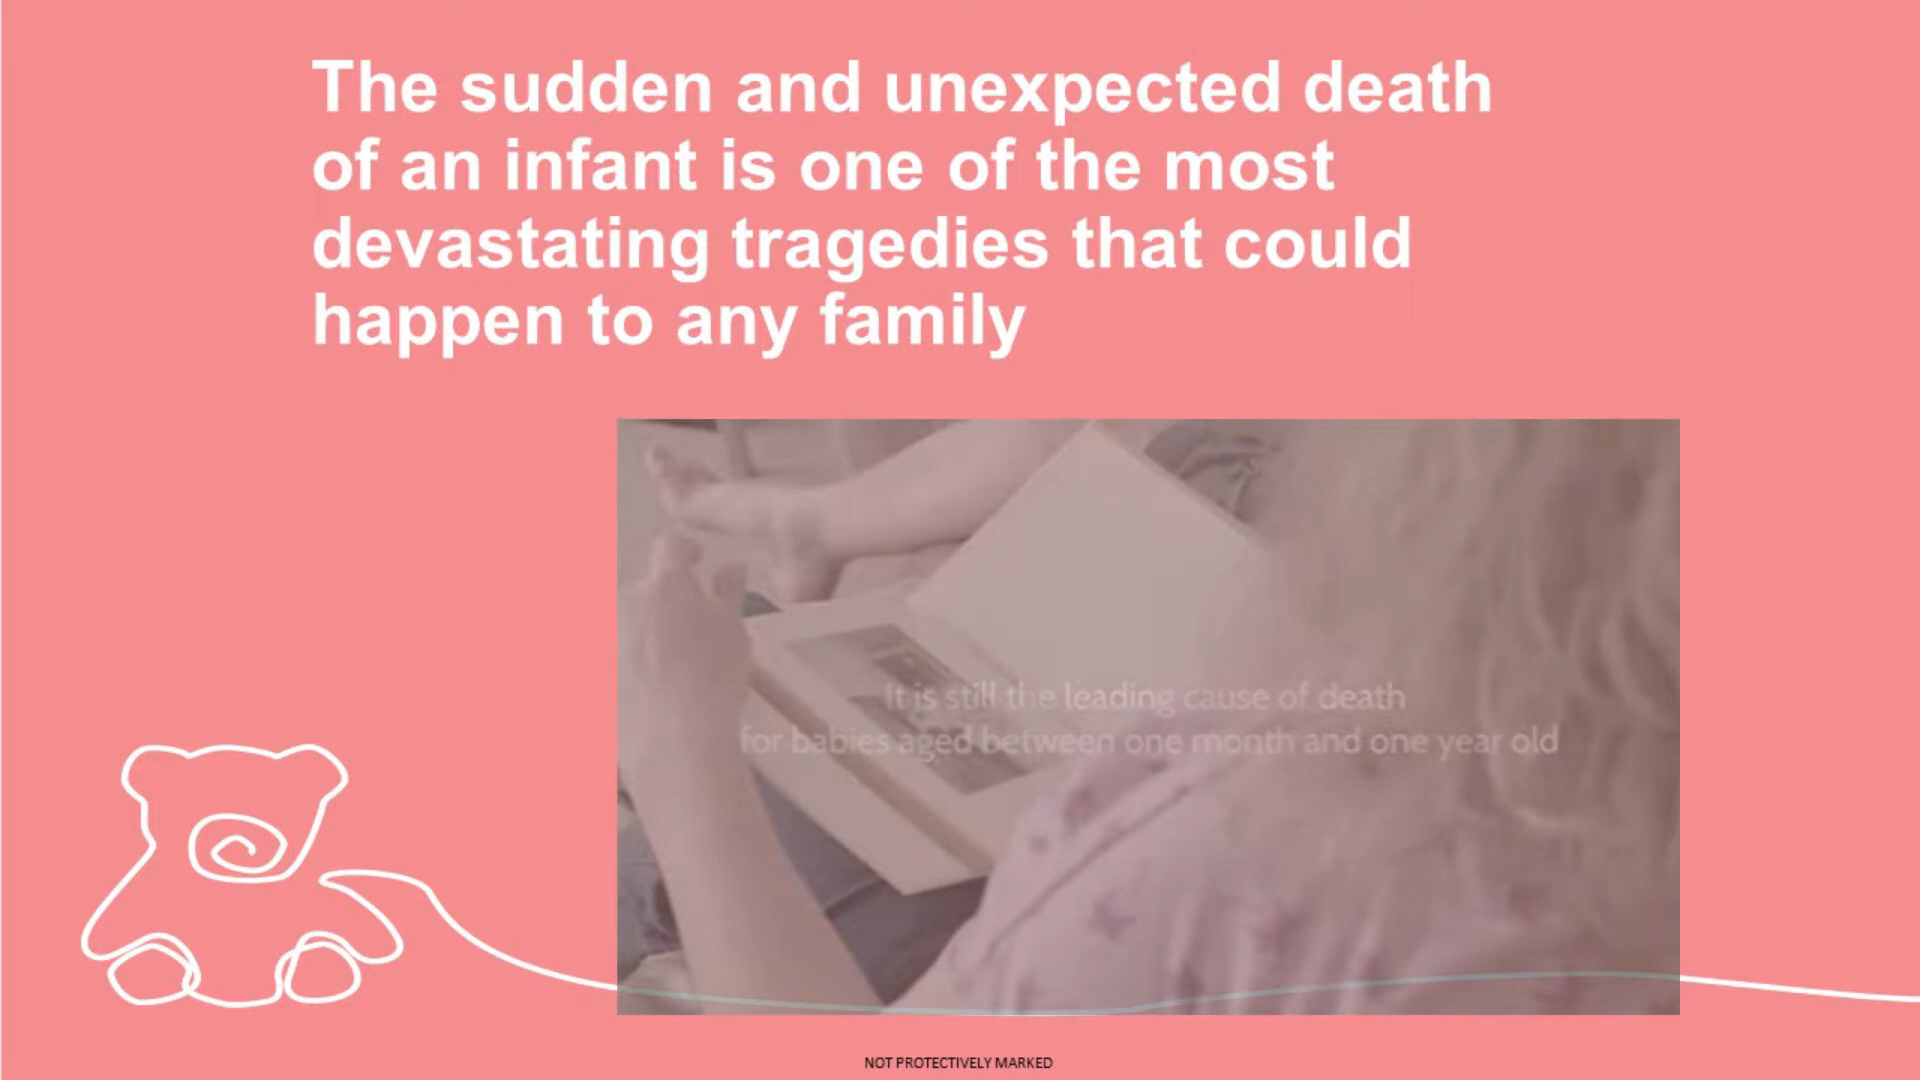 The sudden and unexpected death
of an infant is one of the most
devastating tragedies that could
happen to any family
It is still the leading cause of death
for babies aged between one month and one year old
NOT PROTECTIVELY MARKED